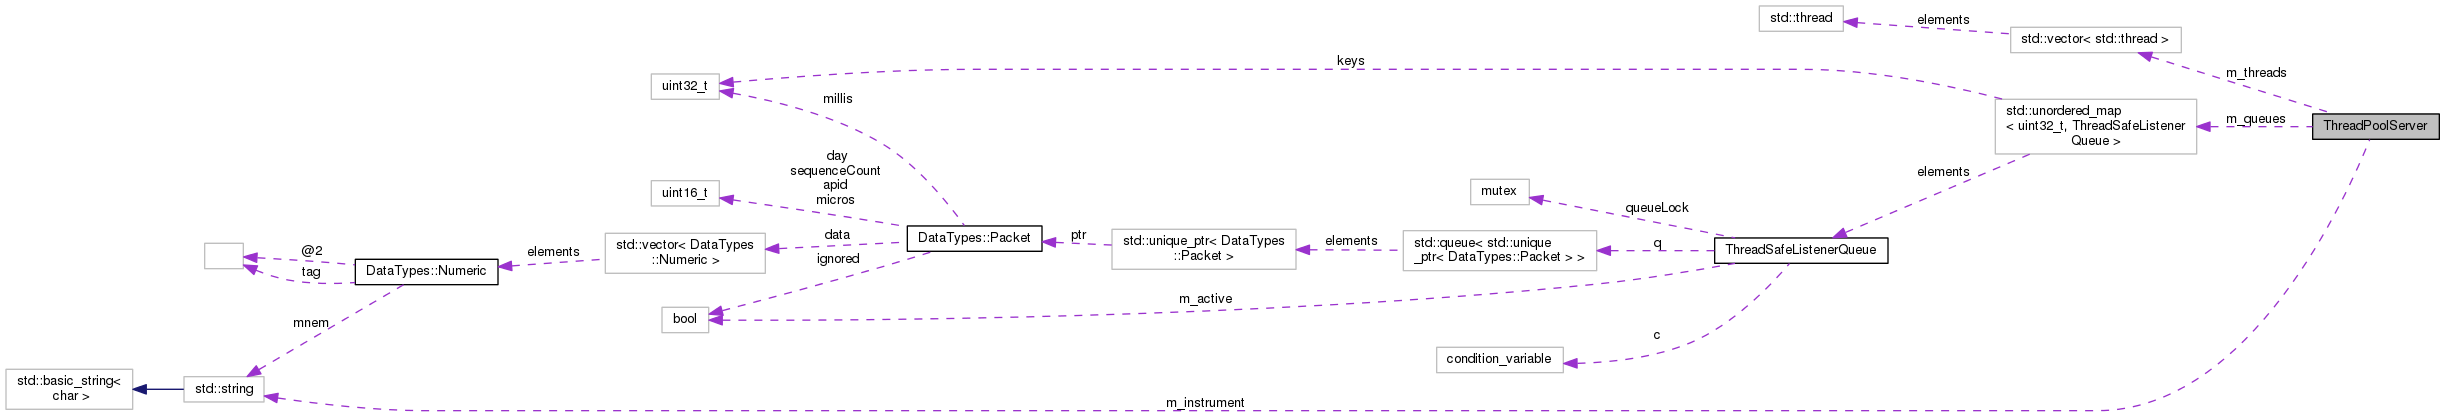 std::thread
elements
std::vector< std::thread >
m_threads
keys
uint32_t
millis
std::unordered_map
< uint32_t, ThreadSafeListener
Queue >
m_queues
ThreadPoolServer
day
sequenceCount
apid
micros
uint16_t
elements
mutex
queueLock
data
std::vector< DataTypes
::Numeric >
DataTypes::Packet
ptr
std::unique_ptr< DataTypes
::Packet >
elements
std::queue< std::unique
_ptr< DataTypes::Packet > >
q
ThreadSafeListenerQueue
@2
tag
DataTypes::Numeric
elements
ignored
bool
m_active
mnem
c
condition_variable
std::basic_string<
char >
std::string
m_instrument